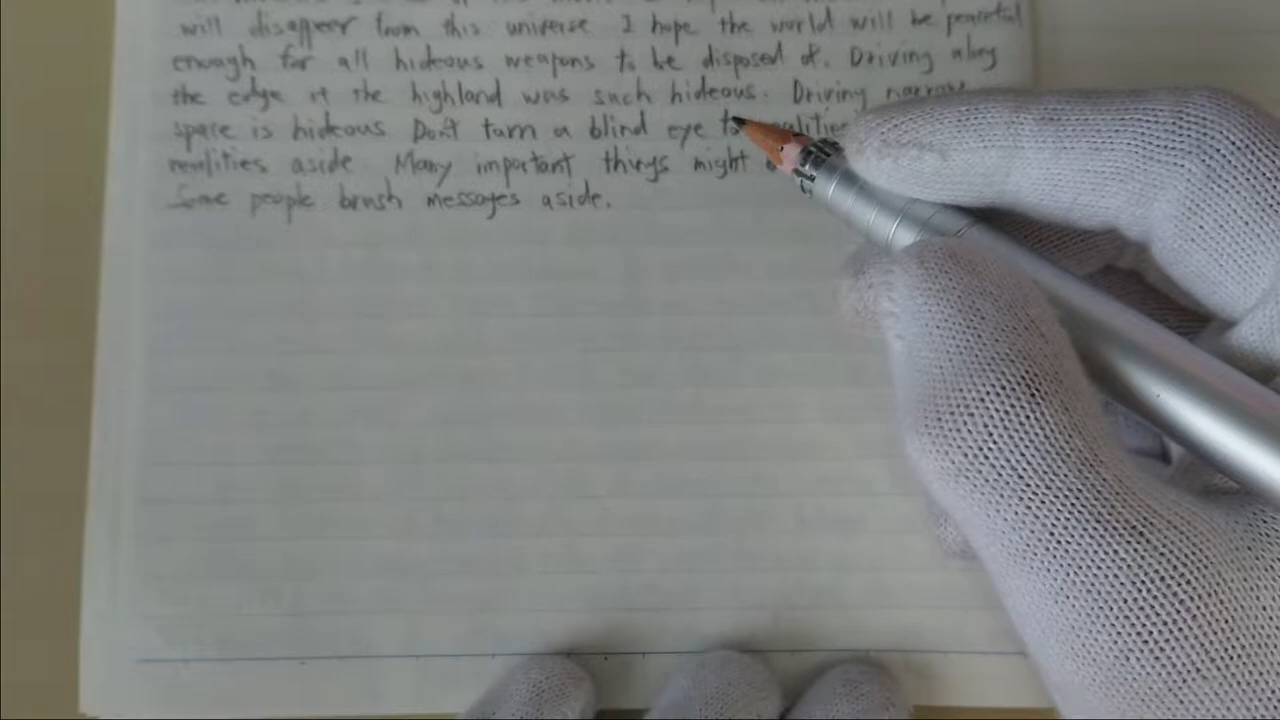 will disappear from this universe I hope the world will be peaceful
enough for all hideous weapons to be disposed of. Driving along
the edge of the highland was such hideous. Driving narrow
space is hideous Don't turn a blind eye to
realities aside Many important things might
Some people brush messages aside.